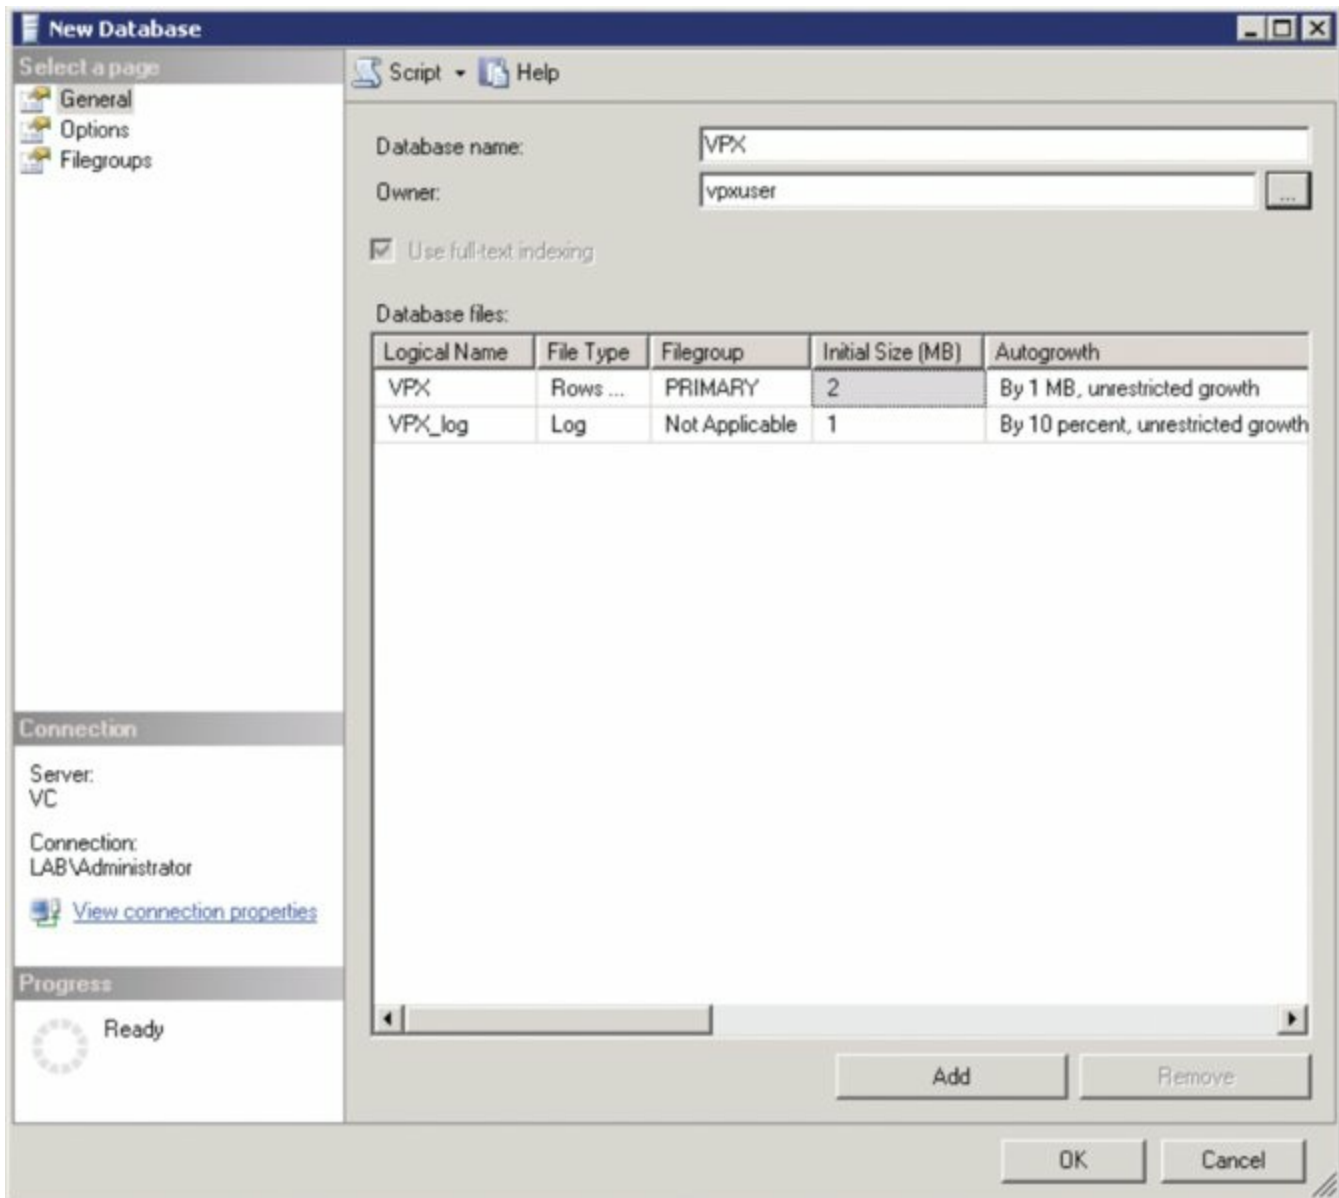 New Database
Select a page
General
Options
Filegroups
Script
Help
Database name:
VPX
Owner:
vpxuser
...
Use full-text indexing
Database files:
Logical Name File Type Filegroup Initial Size (MB) Autogrowth
VPX Rows ... PRIMARY 2 By 1 MB, unrestricted growth
VPX_log Log Not Applicable 1 By 10 percent, unrestricted growth
Connection
Server:
VC
Connection:
LAB\Administrator
View connection properties
Progress
Ready
Add
Remove
OK
Cancel